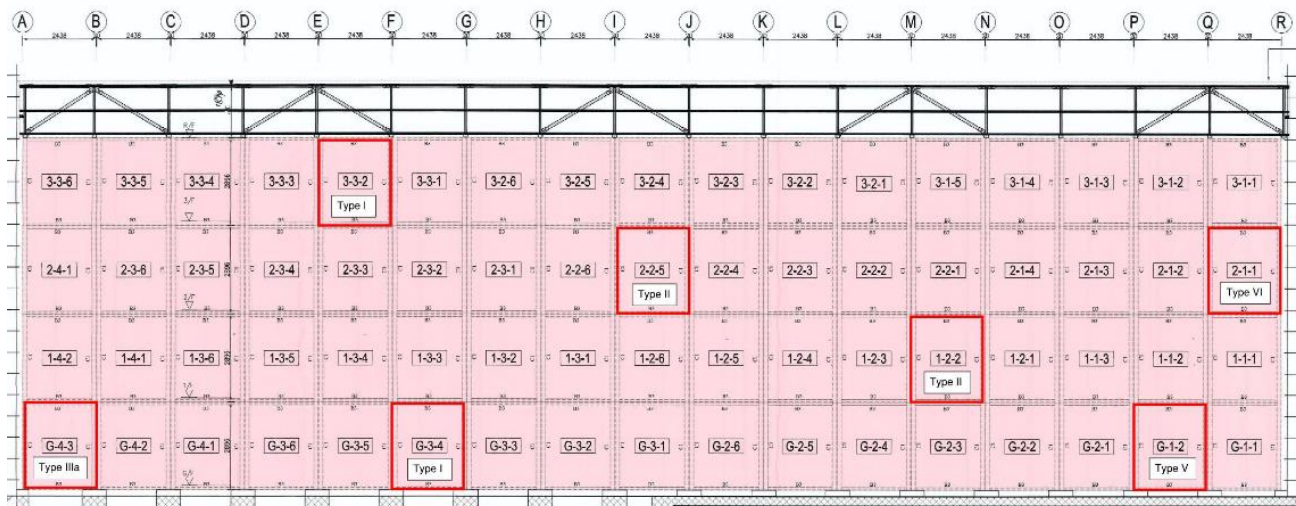 A B C D E F G H I J K L M N O P Q R
2438 2438 2438 2438 2438 2438 2438 2438 2438 2438 2438 2438 2438 2438 2438 2438 2438
R/F
3-3-6 3-3-5 3-3-4 3-3-3 3-3-2 3-3-1 3-2-6 3-2-5 3-2-4 3-2-3 3-2-2 3-2-1 3-1-5 3-1-4 3-1-3 3-1-2 3-1-1
Type I
3/F
2-4-1 2-3-6 2-3-5 2-3-4 2-3-3 2-3-2 2-3-1 2-2-6 2-2-5 2-2-4 2-2-3 2-2-2 2-2-1 2-1-4 2-1-3 2-1-2 2-1-1
Type II Type VI
2/F
1-4-2 1-4-1 1-3-6 1-3-5 1-3-4 1-3-3 1-3-2 1-3-1 1-2-6 1-2-5 1-2-4 1-2-3 1-2-2 1-2-1 1-1-3 1-1-2 1-1-1
Type II
1/F
G-4-3 G-4-2 G-4-1 G-3-6 G-3-5 G-3-4 G-3-3 G-3-2 G-3-1 G-2-6 G-2-5 G-2-4 G-2-3 G-2-2 G-2-1 G-1-2 G-1-1
Type IIIa Type I Type V
G/F